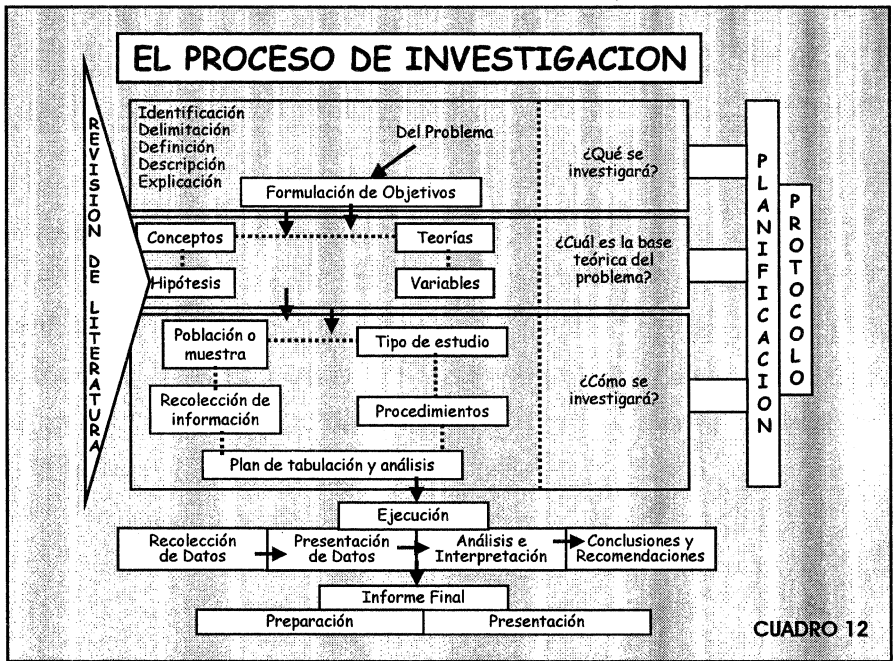 EL PROCESO DE INVESTIGACION
REVISION DE LITERATURA
Identificación
Delimitación
Definición
Descripción
Explicación
Del Problema
Formulación de Objetivos
¿Qué se
investigará?
Conceptos
Teorías
Hipótesis
Variables
¿Cuál es la base
teórica del
problema?
Población o
muestra
Tipo de estudio
Recolección de
información
Procedimientos
Plan de tabulación y análisis
¿Cómo se
investigará?
PLANIFICACION
PROTOCOLO
Ejecución
Recolección
de Datos
Presentación
de Datos
Análisis e
Interpretación
Conclusiones y
Recomendaciones
Informe Final
Preparación
Presentación
CUADRO 12